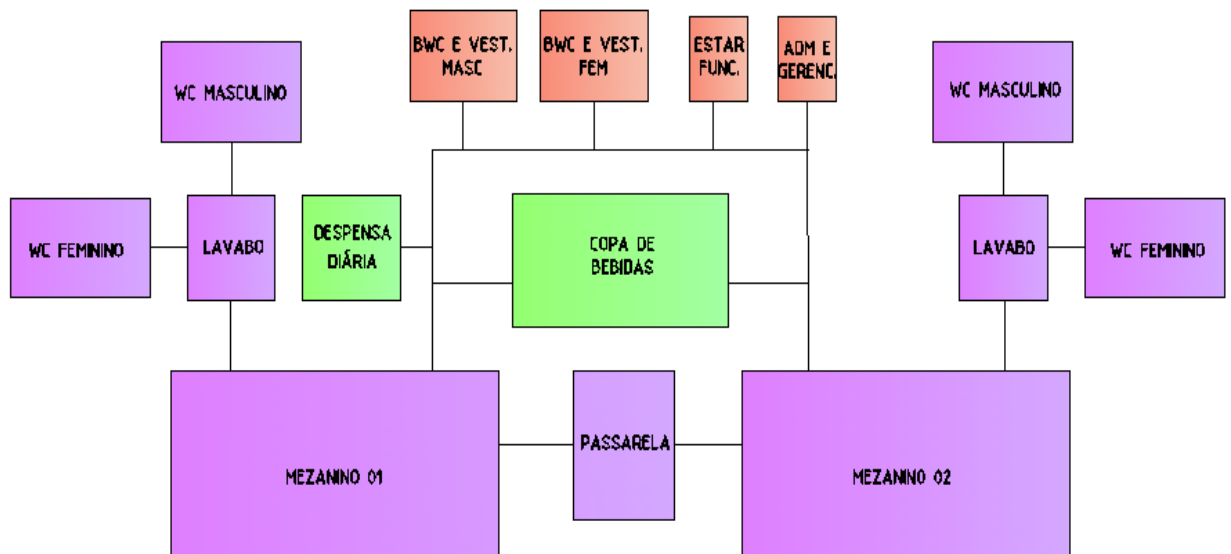 BWC E VEST.
MASC
BWC E VEST.
FEM
ESTAR
FUNC.
ADM E
GERENC.
WC MASCULINO
WC MASCULINO
WC FEMININO
LAVABO
DESPENSA
DIÁRIA
COPA DE
BEBIDAS
LAVABO
WC FEMININO
MEZANINO 01
PASSARELA
MEZANINO 02